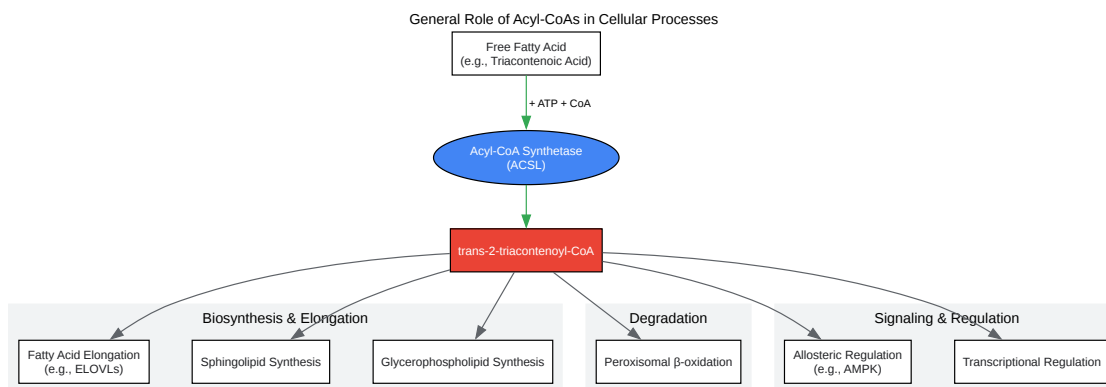 General Role of Acyl-CoAs in Cellular Processes
Free Fatty Acid
(e.g., Triacontenoic Acid)
+ ATP + CoA
Acyl-CoA Synthetase
(ACSL)
trans-2-triacontenoyl-CoA
Biosynthesis & Elongation
Degradation
Signaling & Regulation
Fatty Acid Elongation
(e.g., ELOVLs)
Sphingolipid Synthesis
Glycerophospholipid Synthesis
Peroxisomal β-oxidation
Allosteric Regulation
(e.g., AMPK)
Transcriptional Regulation